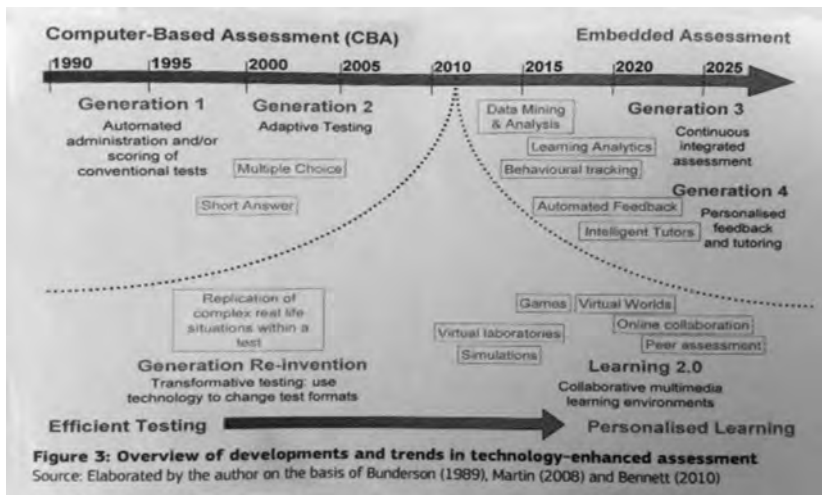 Computer-Based Assessment (CBA)
Embedded Assessment
1990 1995 2000 2005 2010 2015 2020 2025
Generation 1
Automated
administration and/or
scoring of
conventional tests
Generation 2
Adaptive Testing
Multiple Choice
Short Answer
Data Mining
& Analysis
Learning Analytics
Behavioural tracking
Generation 3
Continuous
integrated
assessment
Generation 4
Personalised
feedback
and tutoring
Automated Feedback
Intelligent Tutors
Replication of
complex real life
situations within a
test
Generation Re-invention
Transformative testing: use
technology to change test formats
Games
Virtual Worlds
Virtual laboratories
Online collaboration
Simulations
Peer assessment
Learning 2.0
Collaborative multimedia
learning environments
Efficient Testing
Personalised Learning
Figure 3: Overview of developments and trends in technology-enhanced assessment
Source: Elaborated by the author on the basis of Bunderson (1989), Martin (2008) and Bennett (2010)